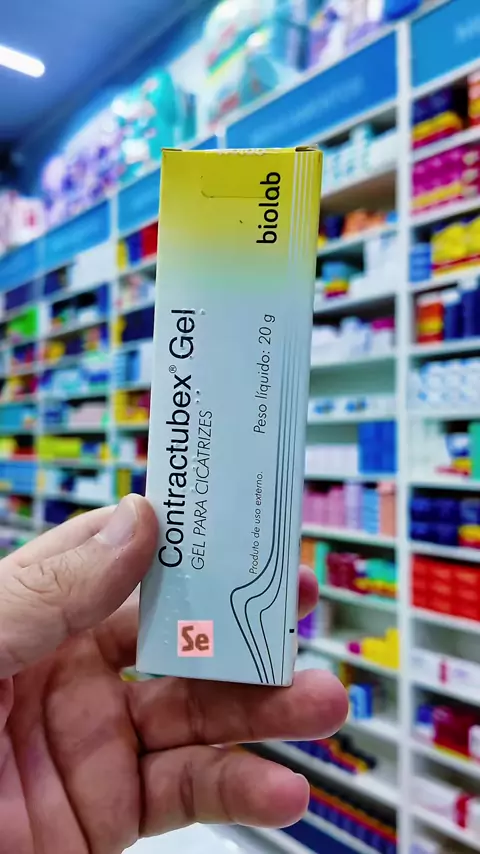 biolab
Contractubex® Gel
GEL PARA CICATRIZES
Peso líquido: 20 g
Produto de uso externo.
Se